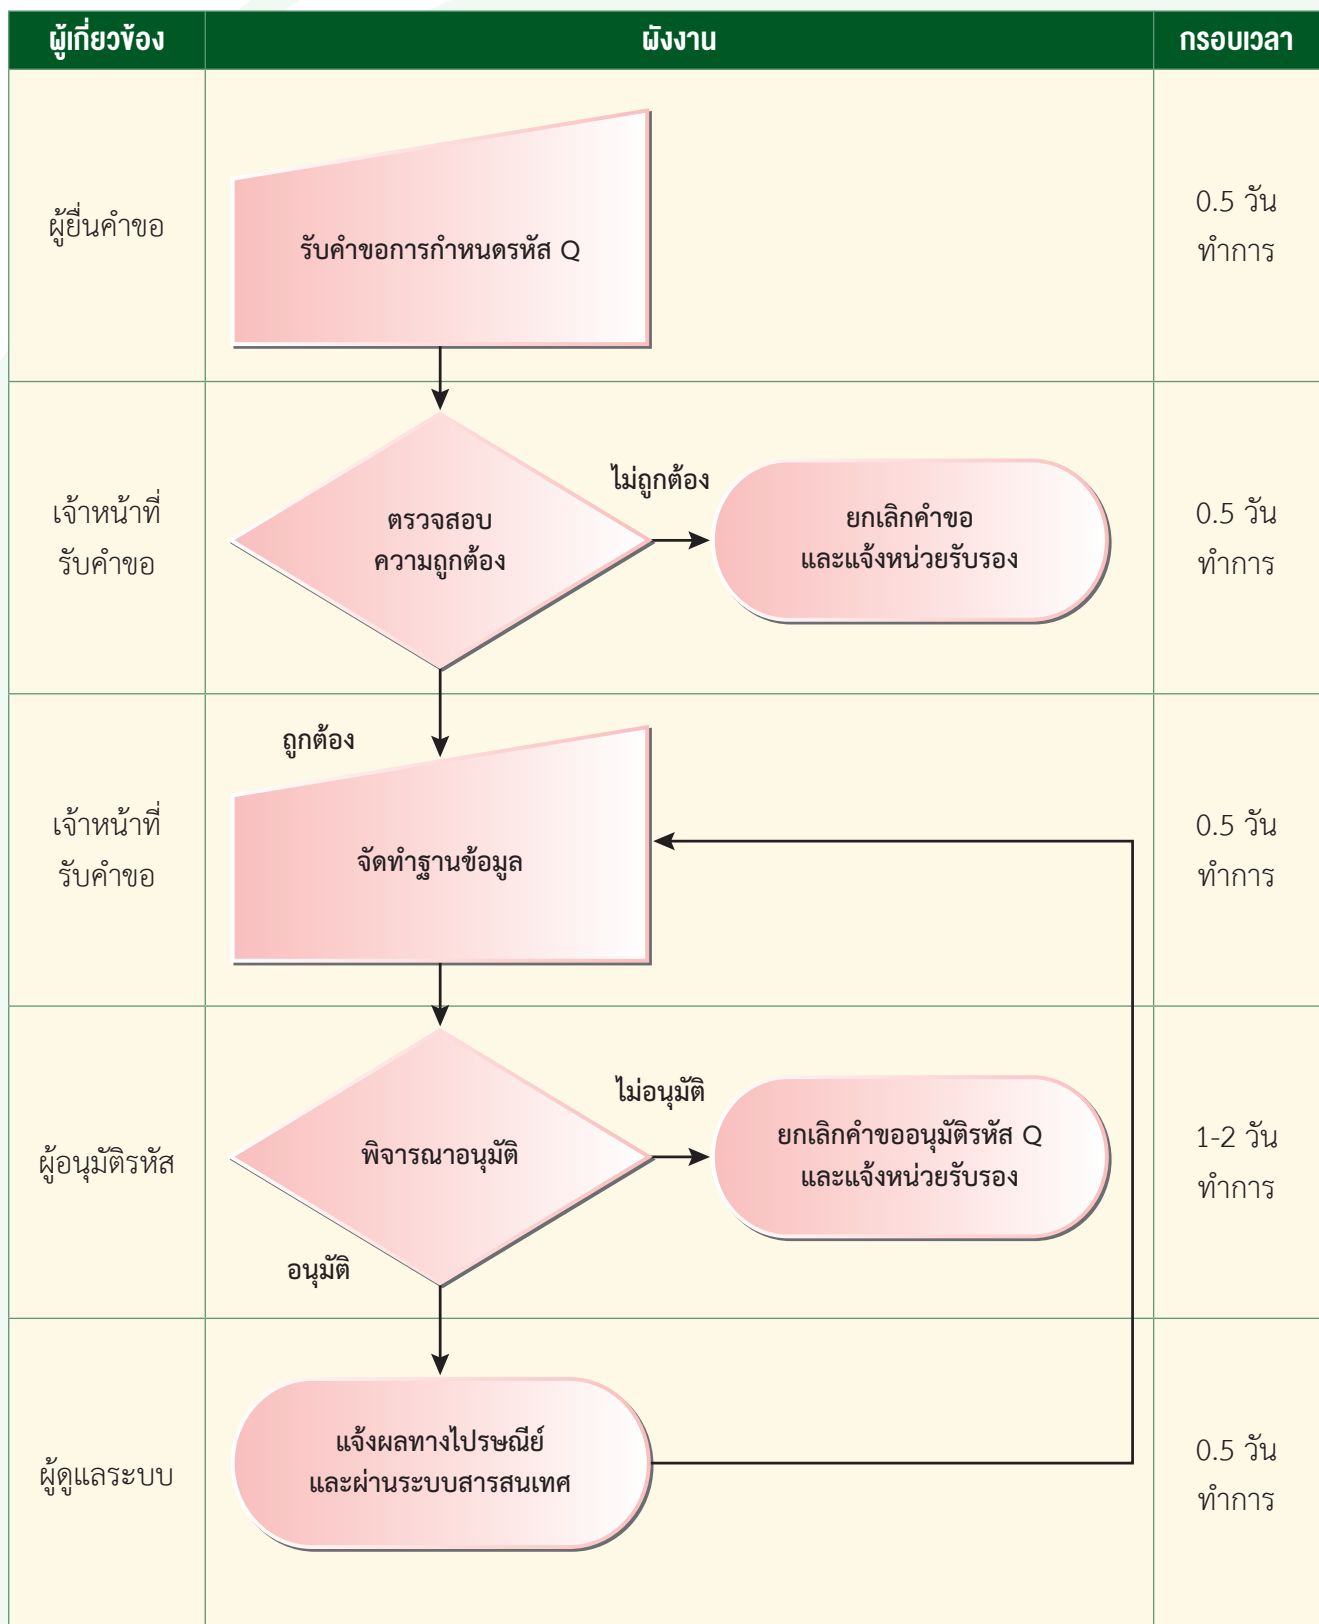 ผู้เกี่ยวข้อง
ผังงาน
กรอบเวลา
ผู้ยื่นคำขอ
รับคำขอการกำหนดรหัส Q
0.5 วัน
ทำการ
เจ้าหน้าที่
รับคำขอ
ตรวจสอบ
ความถูกต้อง
ไม่ถูกต้อง
ยกเลิกคำขอ
และแจ้งหน่วยรับรอง
0.5 วัน
ทำการ
ถูกต้อง
เจ้าหน้าที่
รับคำขอ
จัดทำฐานข้อมูล
0.5 วัน
ทำการ
ผู้อนุมัติรหัส
พิจารณาอนุมัติ
ไม่อนุมัติ
ยกเลิกคำขออนุมัติรหัส Q
และแจ้งหน่วยรับรอง
1-2 วัน
ทำการ
อนุมัติ
ผู้ดูแลระบบ
แจ้งผลทางไปรษณีย์
และผ่านระบบสารสนเทศ
0.5 วัน
ทำการ